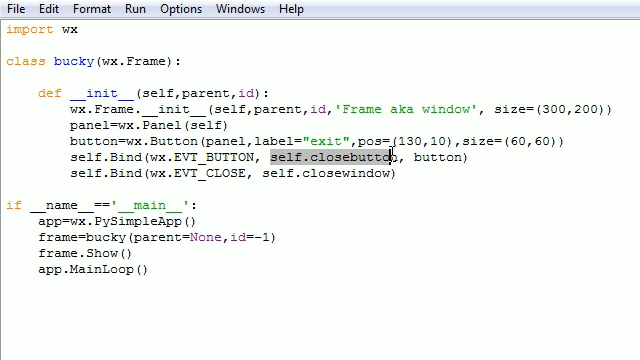 File Edit Format Run Options Windows Help
import wx
class bucky(wx.Frame):
def __init__(self,parent,id):
wx.Frame.__init__(self,parent,id,'Frame aka window', size=(300,200))
panel=wx.Panel(self)
button=wx.Button(panel,label="exit",pos=(130,10),size=(60,60))
self.Bind(wx.EVT_BUTTON, self.closebutton, button)
self.Bind(wx.EVT_CLOSE, self.closewindow)
if __name__=='__main__':
app=wx.PySimpleApp()
frame=bucky(parent=None,id=-1)
frame.Show()
app.MainLoop()